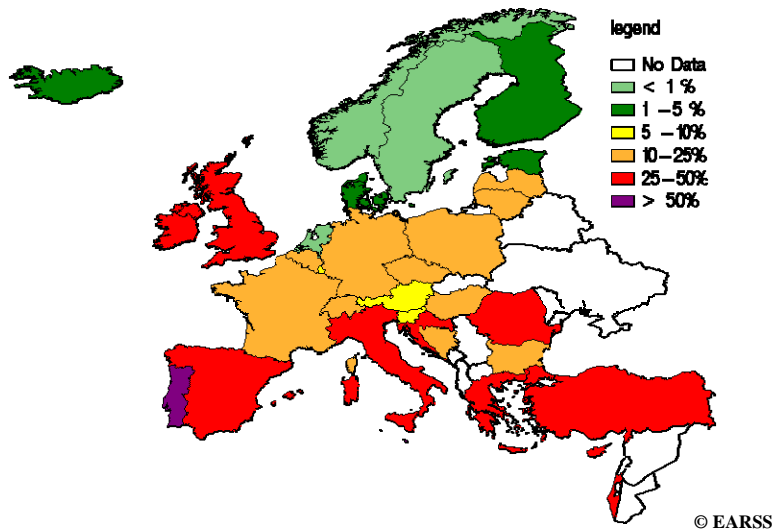 legend
No Data
< 1 %
1 –5 %
5 –10%
10–25%
25–50%
> 50%
© EARSS